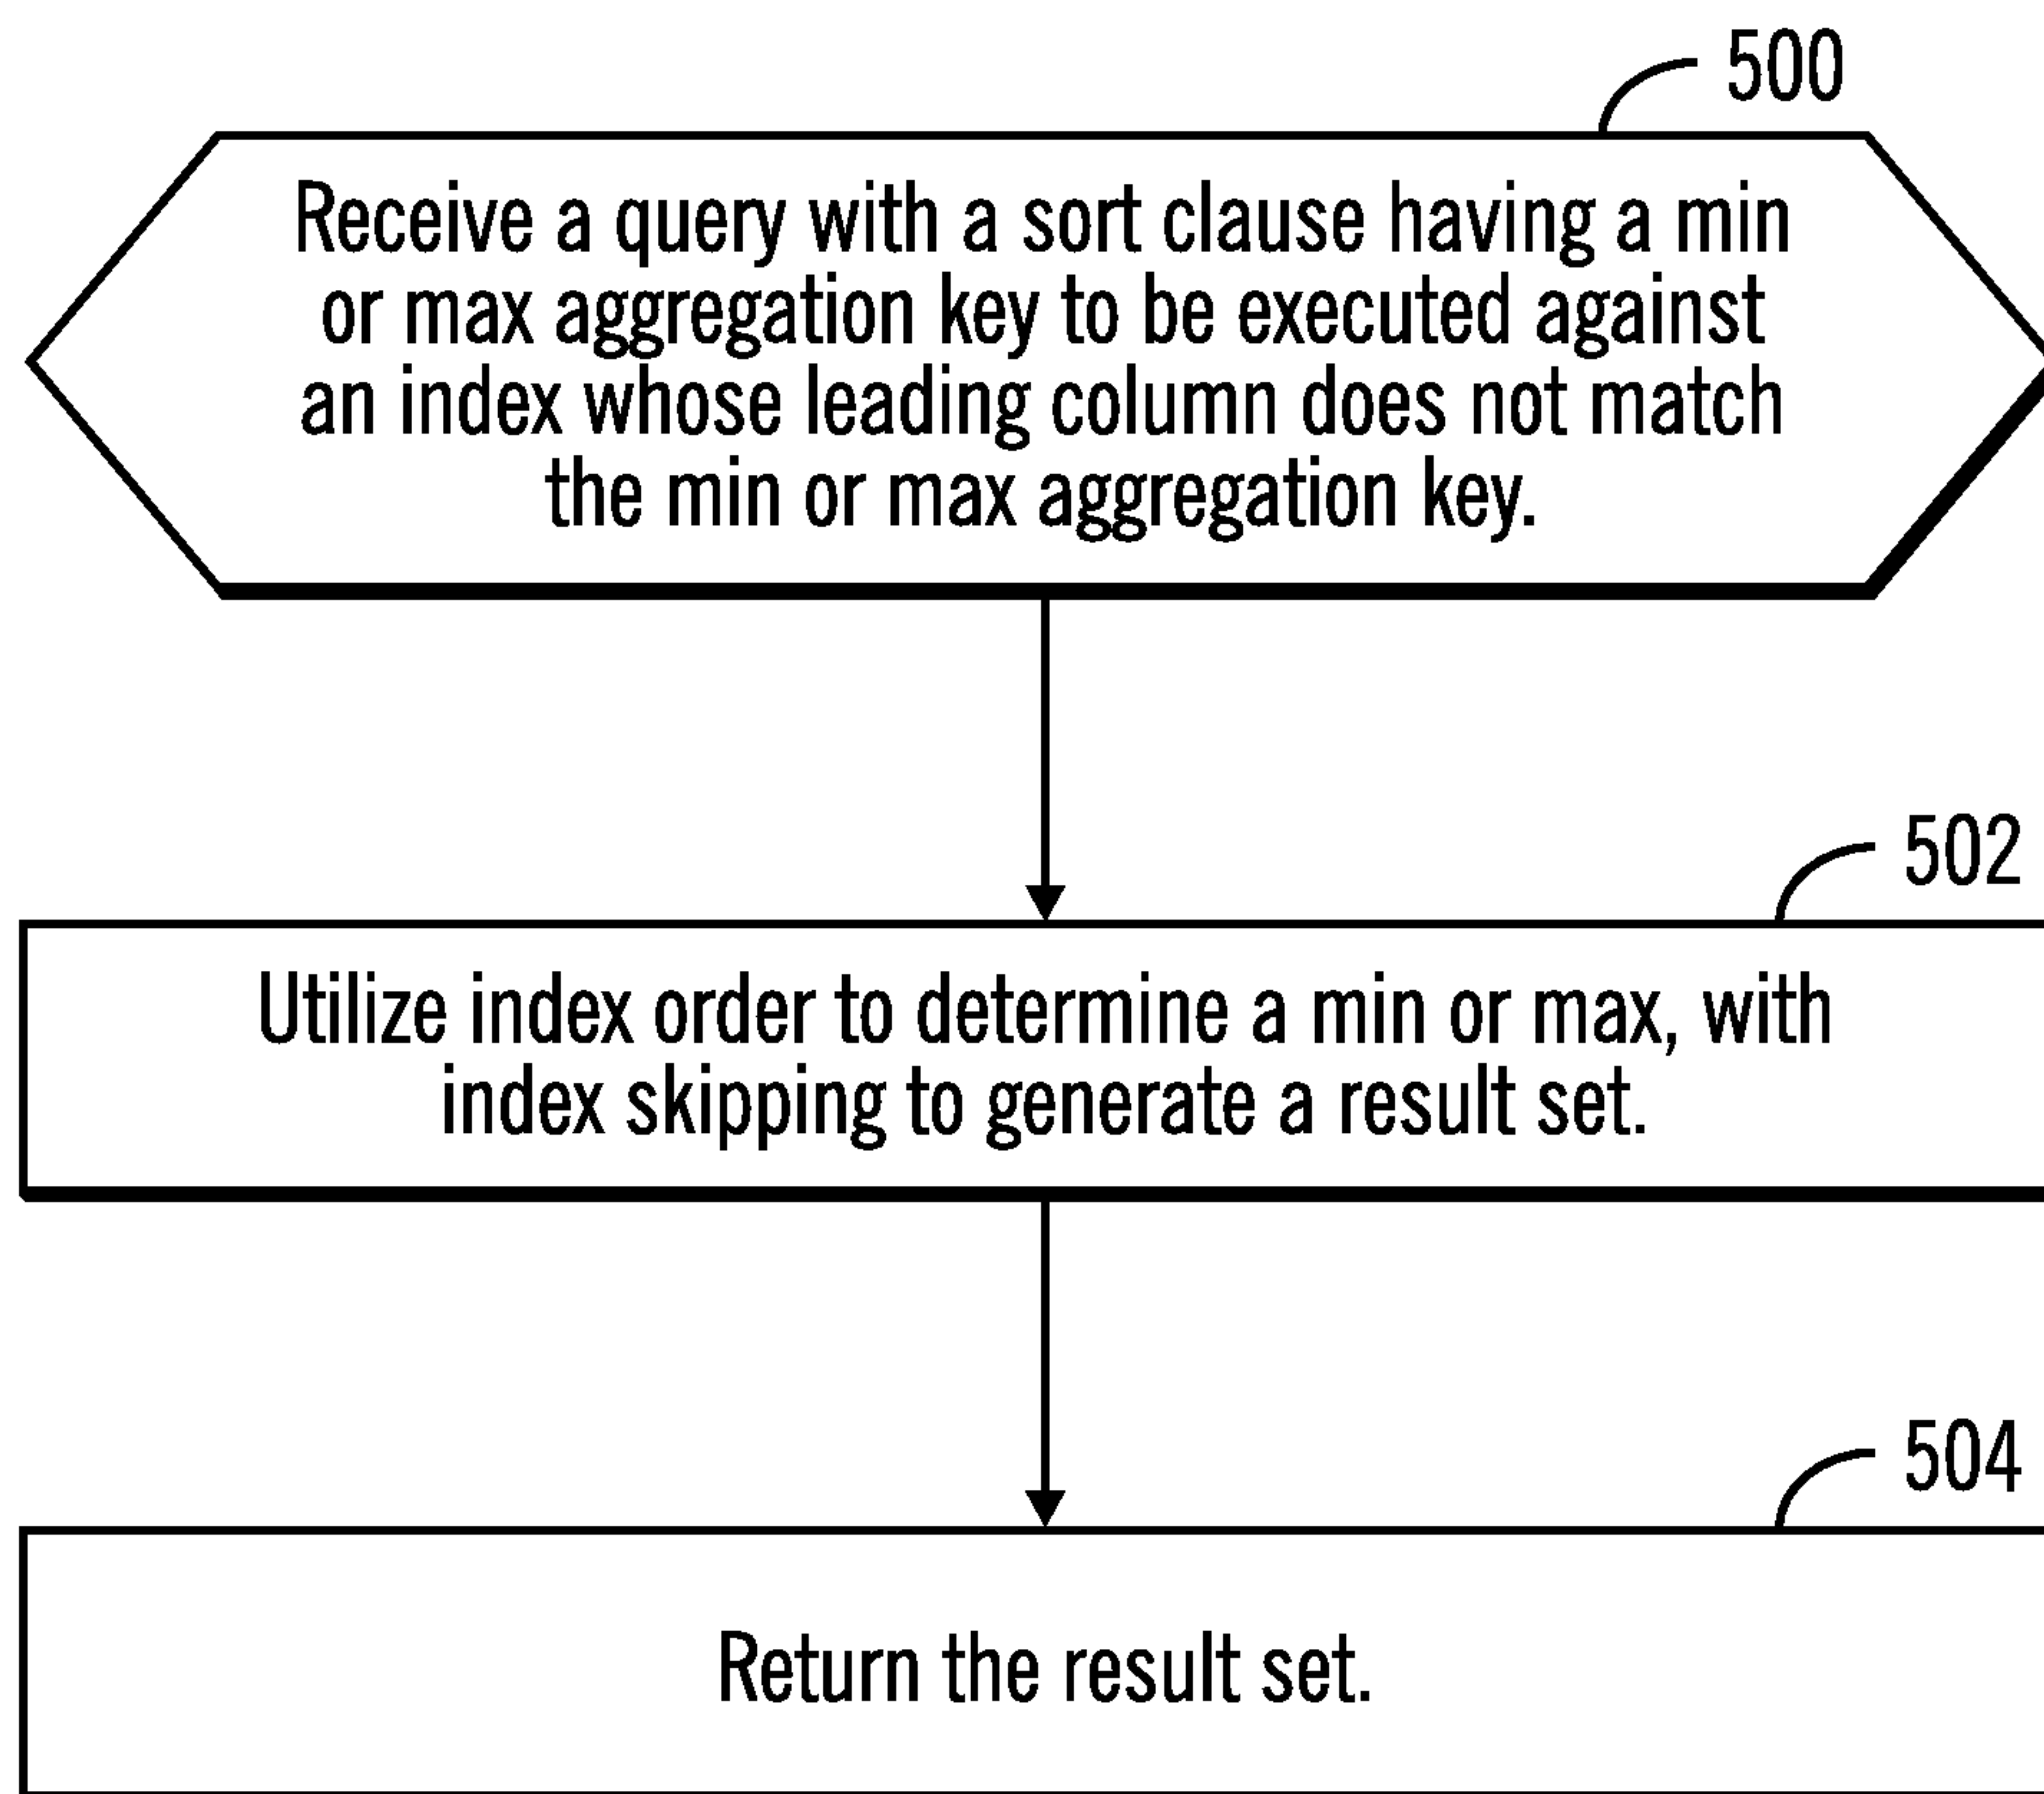 500
Receive a query with a sort clause having a min
or max aggregation key to be executed against
an index whose leading column does not match
the min or max aggregation key.
502
Utilize index order to determine a min or max, with
index skipping to generate a result set.
504
Return the result set.